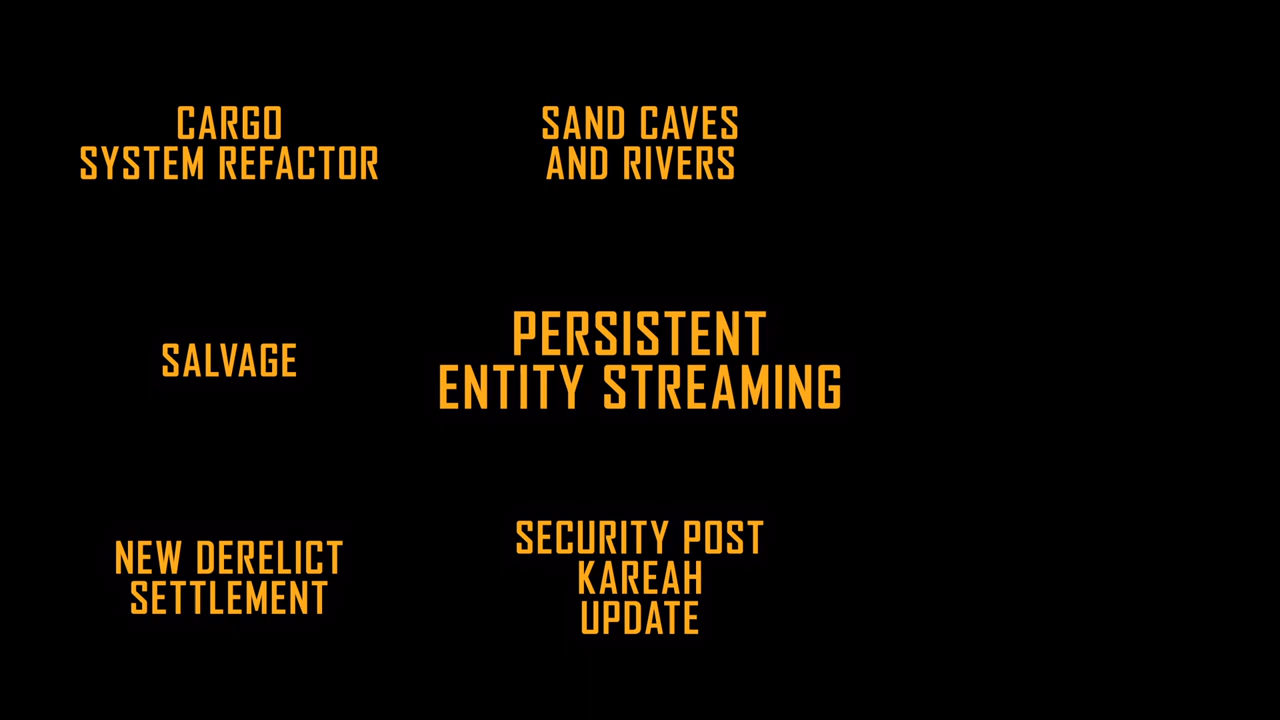 CARGO
SYSTEM REFACTOR
SAND CAVES
AND RIVERS
SALVAGE
PERSISTENT
ENTITY STREAMING
NEW DERELICT
SETTLEMENT
SECURITY POST
KAREAH
UPDATE